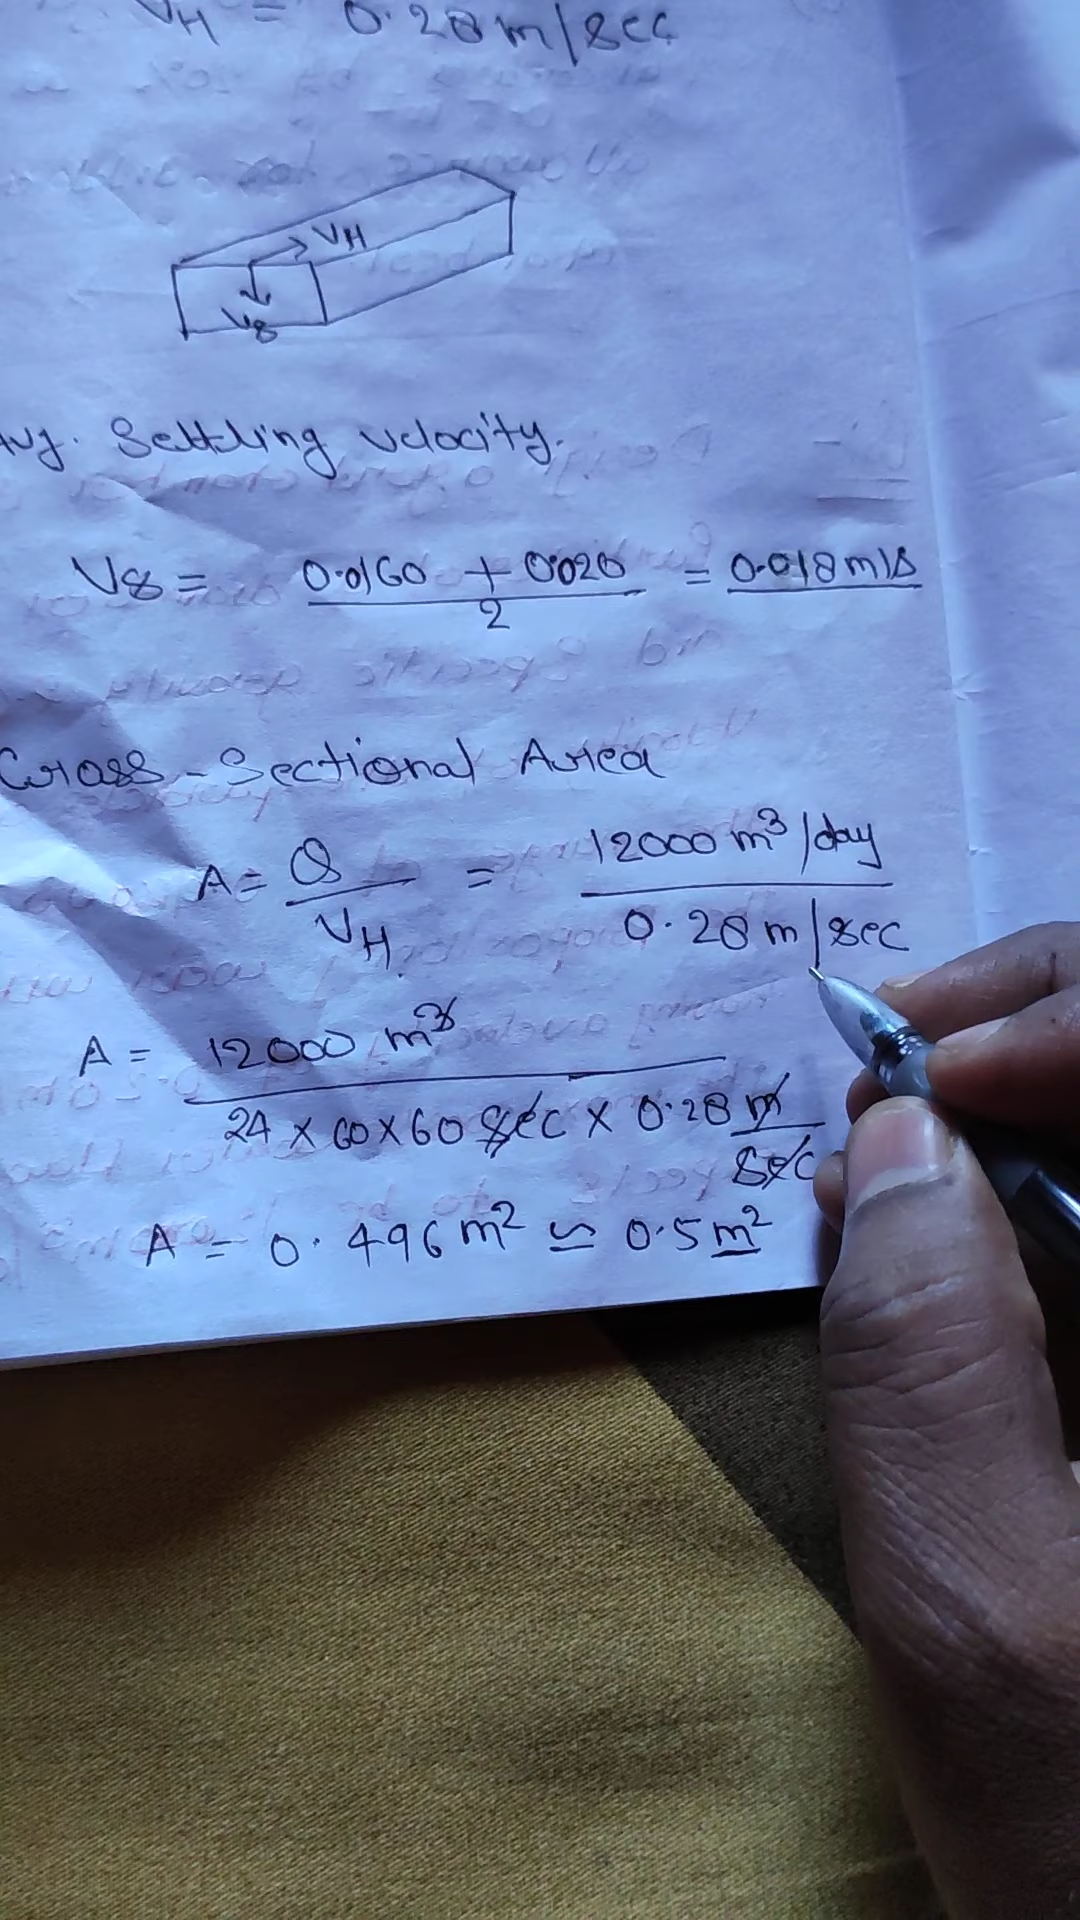 VH = 0.28 m/sec
VH
Vs
Avg. Settling velocity.
Vs = 0.0160 + 0.020 / 2 = 0.018 m/s
Cross-Sectional Area
A = Q / VH = 12000 m³/day / 0.28 m/sec
A = 12000 m³ / 24 × 60 × 60 sec × 0.28 m/sec
A = 0.496 m² ≃ 0.5 m²